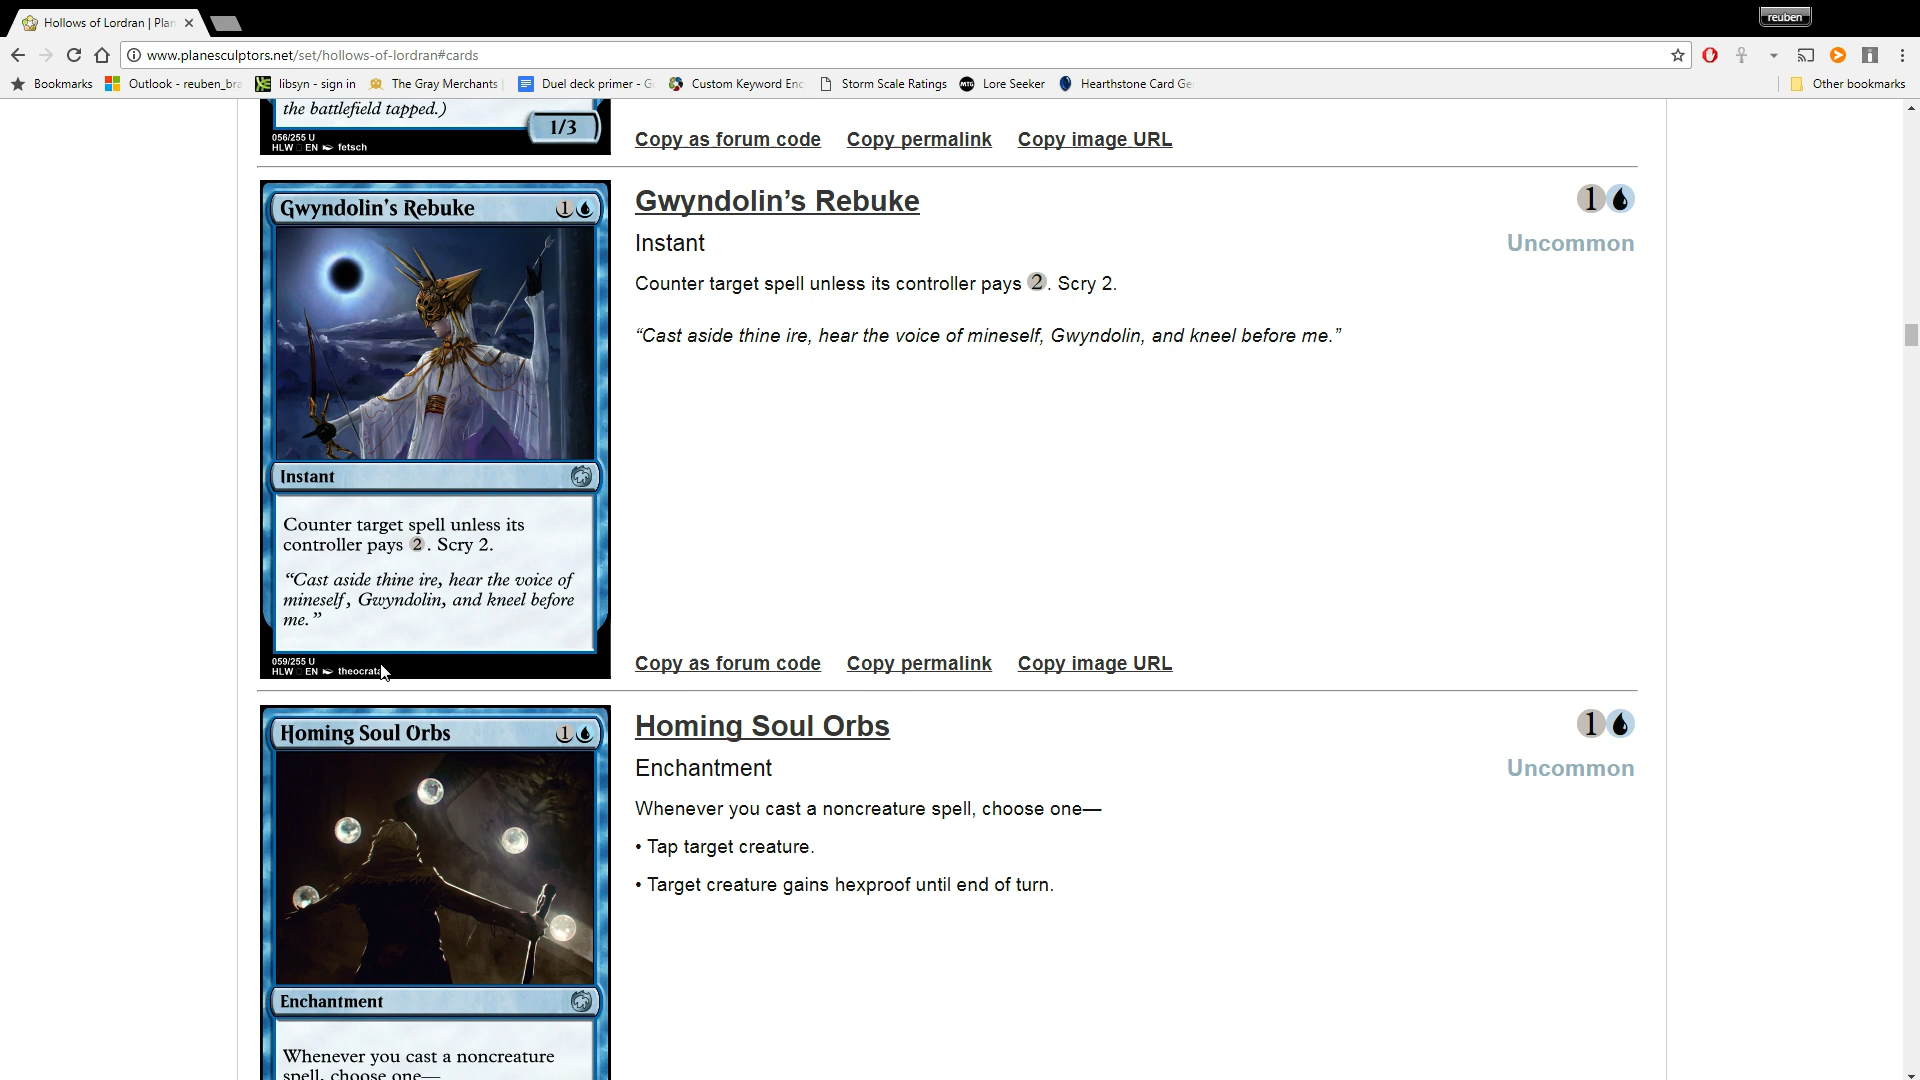 Hollows of Lordran | Plan
reuben
www.planesculptors.net/set/hollows-of-lordran#cards
Bookmarks
Outlook - reuben_bra
libsyn - sign in
The Gray Merchants
Duel deck primer - G
Custom Keyword Enc
Storm Scale Ratings
Lore Seeker
Hearthstone Card Ge
Other bookmarks
the battlefield tapped.)
1/3
056/255 U
HLW EN fetsch
Copy as forum code Copy permalink Copy image URL
Gwyndolin's Rebuke 1
Instant
Counter target spell unless its
controller pays 2. Scry 2.
“Cast aside thine ire, hear the voice of
mineself, Gwyndolin, and kneel before
me.”
059/255 U
HLW EN
Gwyndolin’s Rebuke 1
Instant Uncommon
Counter target spell unless its controller pays 2. Scry 2.
“Cast aside thine ire, hear the voice of mineself, Gwyndolin, and kneel before me.”
Copy as forum code Copy permalink Copy image URL
Homing Soul Orbs 1
Enchantment
Whenever you cast a noncreature
spell, choose one—
Homing Soul Orbs 1
Enchantment Uncommon
Whenever you cast a noncreature spell, choose one—
• Tap target creature.
• Target creature gains hexproof until end of turn.